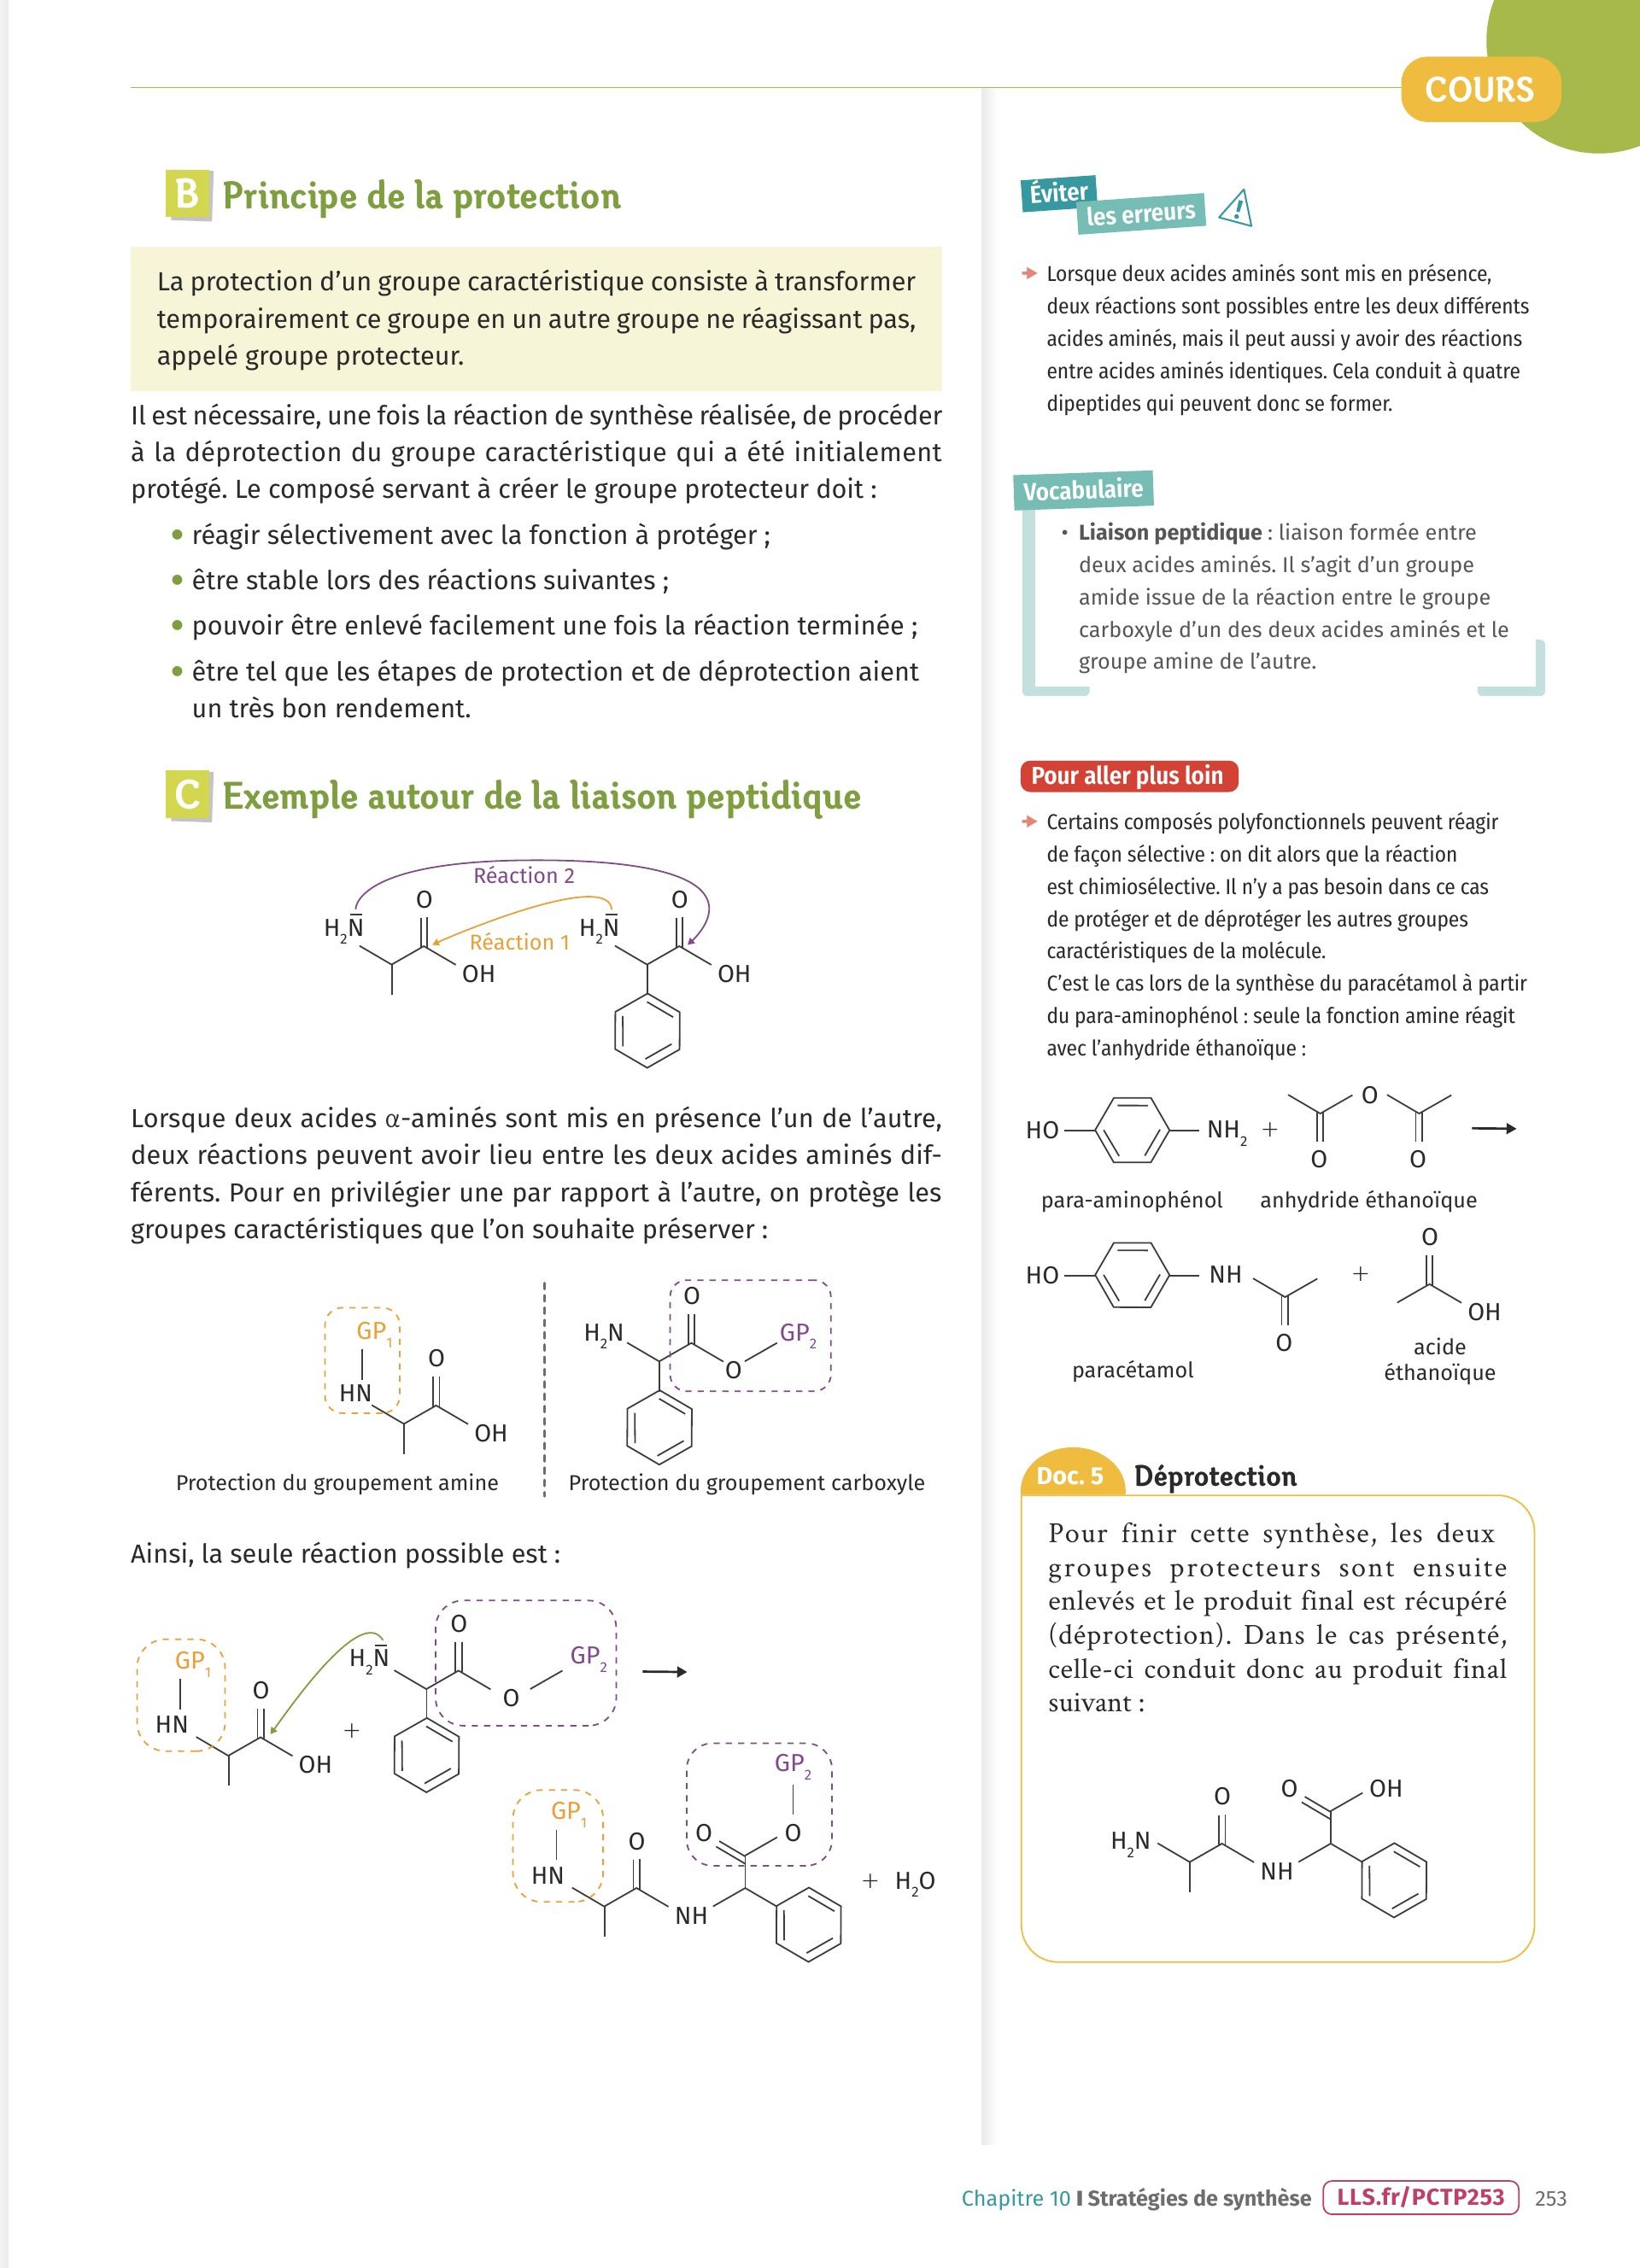 COURS
B Principe de la protection
La protection d’un groupe caractéristique consiste à transformer
temporairement ce groupe en un autre groupe ne réagissant pas,
appelé groupe protecteur.
Il est nécessaire, une fois la réaction de synthèse réalisée, de procéder
à la déprotection du groupe caractéristique qui a été initialement
protégé. Le composé servant à créer le groupe protecteur doit :
• réagir sélectivement avec la fonction à protéger ;
• être stable lors des réactions suivantes ;
• pouvoir être enlevé facilement une fois la réaction terminée ;
• être tel que les étapes de protection et de déprotection aient
un très bon rendement.
C Exemple autour de la liaison peptidique
Réaction 2
O O
H₂N H₂N
Réaction 1
OH OH
Lorsque deux acides α-aminés sont mis en présence l’un de l’autre,
deux réactions peuvent avoir lieu entre les deux acides aminés dif-
férents. Pour en privilégier une par rapport à l’autre, on protège les
groupes caractéristiques que l’on souhaite préserver :
GP₁
O
HN
OH
Protection du groupement amine
O
H₂N GP₂
O
Protection du groupement carboxyle
Ainsi, la seule réaction possible est :
GP₁
O
HN
OH
+
O
H₂N GP₂
O
GP₁
O
HN
NH
GP₂
O O
+ H₂O
Éviter
les erreurs
Lorsque deux acides aminés sont mis en présence,
deux réactions sont possibles entre les deux différents
acides aminés, mais il peut aussi y avoir des réactions
entre acides aminés identiques. Cela conduit à quatre
dipeptides qui peuvent donc se former.
Vocabulaire
• Liaison peptidique : liaison formée entre
deux acides aminés. Il s’agit d’un groupe
amide issue de la réaction entre le groupe
carboxyle d’un des deux acides aminés et le
groupe amine de l’autre.
Pour aller plus loin
Certains composés polyfonctionnels peuvent réagir
de façon sélective : on dit alors que la réaction
est chimiosélective. Il n’y a pas besoin dans ce cas
de protéger et de déprotéger les autres groupes
caractéristiques de la molécule.
C’est le cas lors de la synthèse du paracétamol à partir
du para-aminophénol : seule la fonction amine réagit
avec l’anhydride éthanoïque :
O
HO NH₂ +
O O
para-aminophénol anhydride éthanoïque
O
HO NH +
OH
O
acide
paracétamol
éthanoïque
Doc. 5 Déprotection
Pour finir cette synthèse, les deux
groupes protecteurs sont ensuite
enlevés et le produit final est récupéré
(déprotection). Dans le cas présenté,
celle-ci conduit donc au produit final
suivant :
O O OH
H₂N
NH
Chapitre 10 I Stratégies de synthèse LLS.fr/PCTP253 253